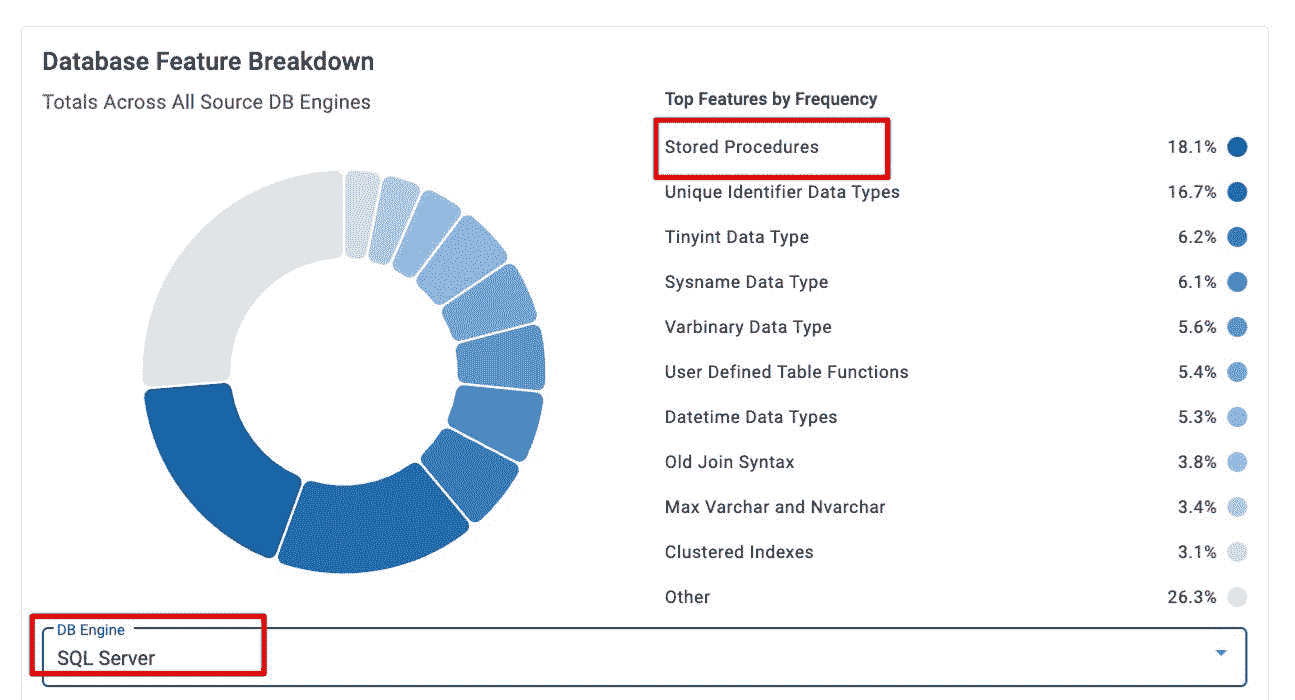 Database Feature Breakdown
Totals Across All Source DB Engines
Top Features by Frequency
Stored Procedures 18.1%
Unique Identifier Data Types 16.7%
Tinyint Data Type 6.2%
Sysname Data Type 6.1%
Varbinary Data Type 5.6%
User Defined Table Functions 5.4%
Datetime Data Types 5.3%
Old Join Syntax 3.8%
Max Varchar and Nvarchar 3.4%
Clustered Indexes 3.1%
Other 26.3%
DB Engine
SQL Server